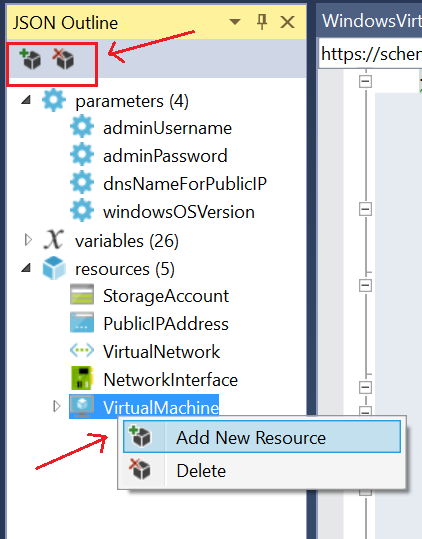 JSON Outline
WindowsVirt
https://schem
parameters (4)
adminUsername
adminPassword
dnsNameForPublicIP
windowsOSVersion
variables (26)
resources (5)
StorageAccount
PublicIPAddress
VirtualNetwork
NetworkInterface
VirtualMachine
Add New Resource
Delete